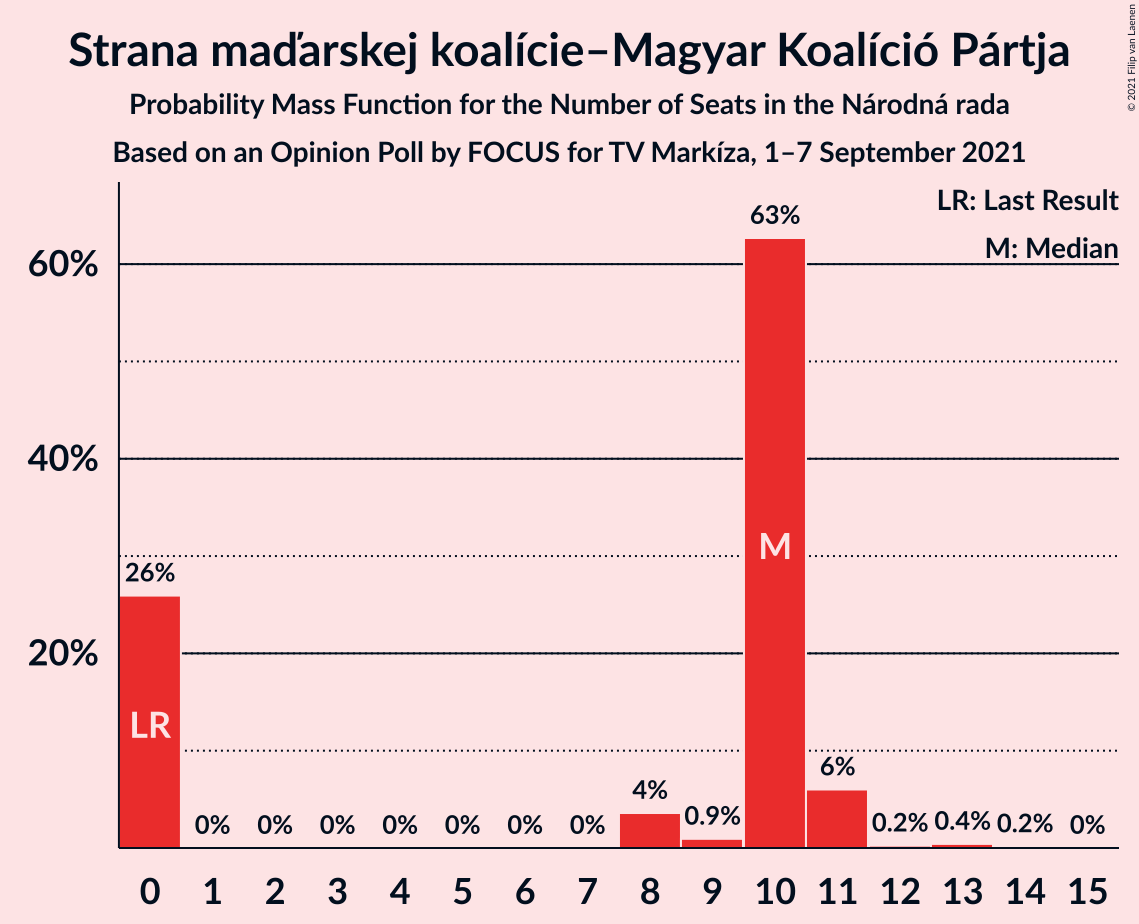 Strana maďarskej koalície–Magyar Koalíció Pártja
Probability Mass Function for the Number of Seats in the Národná rada
Based on an Opinion Poll by FOCUS for TV Markíza, 1–7 September 2021
© 2021 Filip van Laenen
LR: Last Result
M: Median
60%
40%
20%
26%
0%
0%
0%
0%
0%
0%
0%
4%
0.9%
63%
6%
0.2%
0.4%
0.2%
0%
LR
M
0 1 2 3 4 5 6 7 8 9 10 11 12 13 14 15